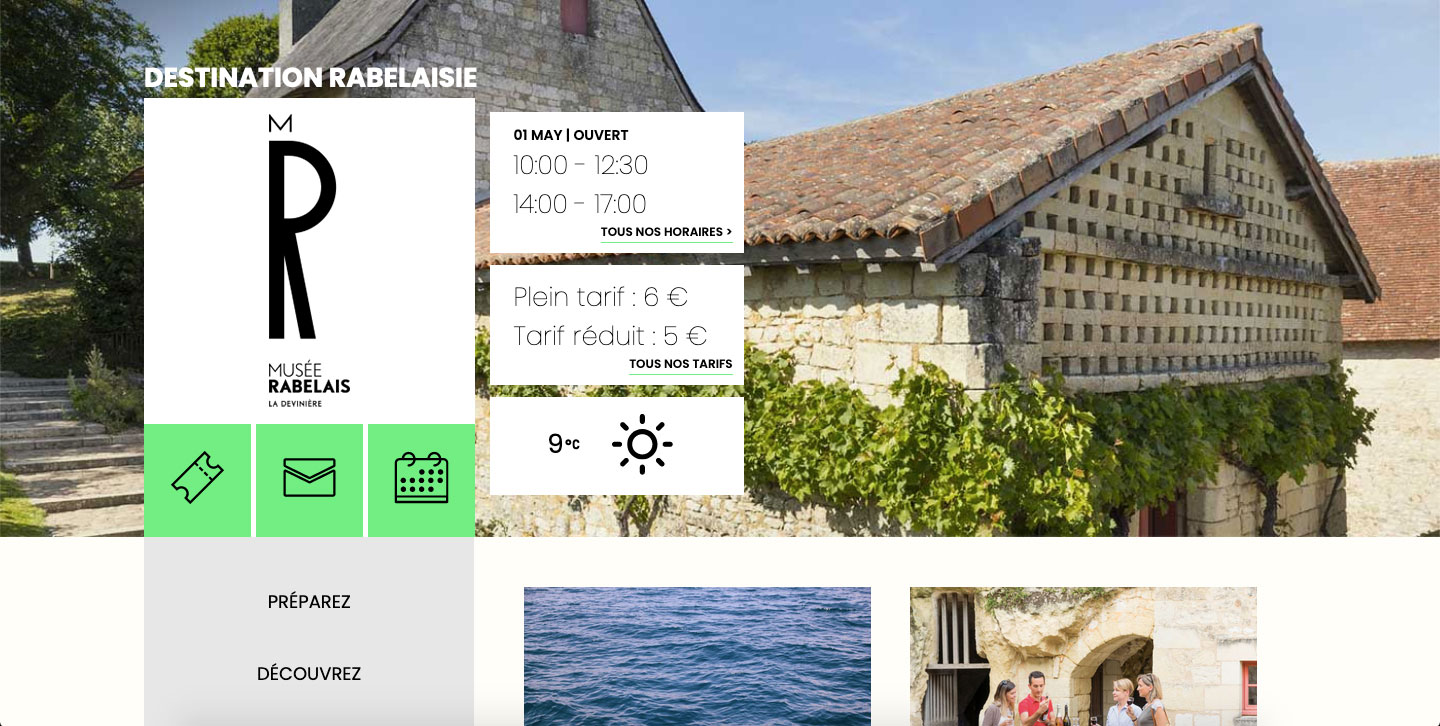 DESTINATION RABELAISIE
M
R
MUSÉE
RABELAIS
LA DEVINIÈRE
01 MAY | OUVERT
10:00 - 12:30
14:00 - 17:00
TOUS NOS HORAIRES >
Plein tarif : 6 €
Tarif réduit : 5 €
TOUS NOS TARIFS
9°C
PRÉPAREZ
DÉCOUVREZ